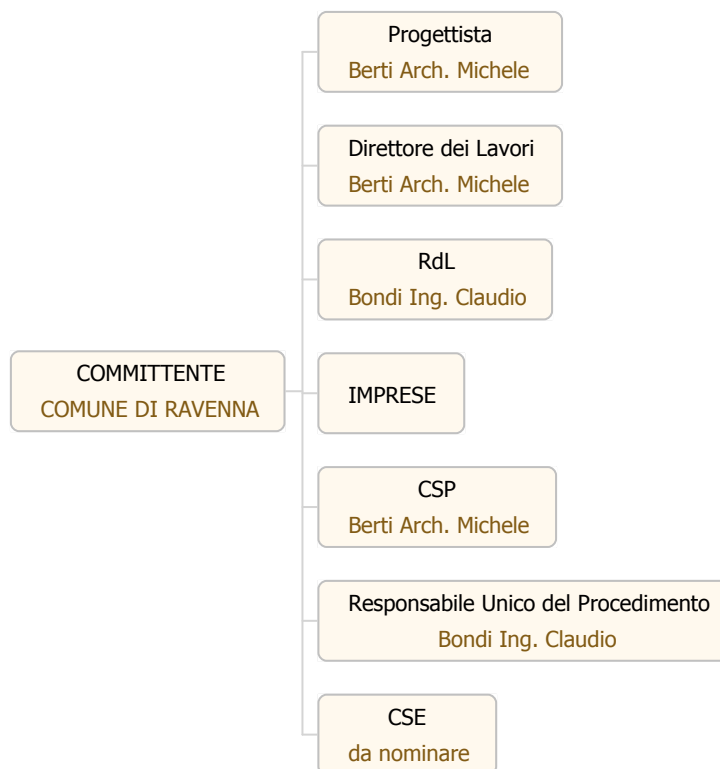 Progettista
Berti Arch. Michele
Direttore dei Lavori
Berti Arch. Michele
RdL
Bondi Ing. Claudio
COMMITTENTE
COMUNE DI RAVENNA
IMPRESE
CSP
Berti Arch. Michele
Responsabile Unico del Procedimento
Bondi Ing. Claudio
CSE
da nominare